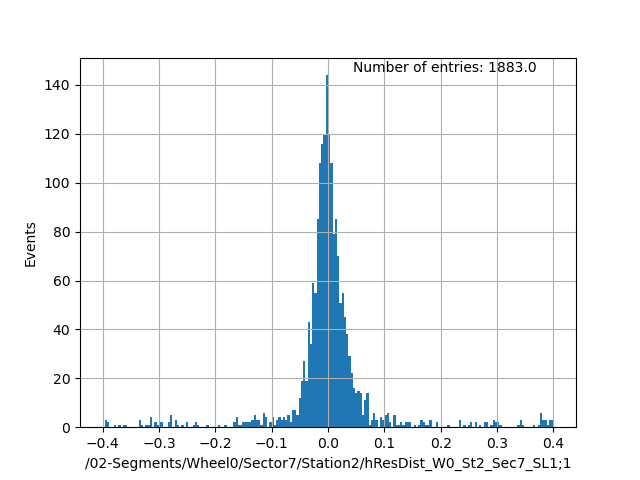 Number of entries: 1883.0
140
120
100
80
60
40
20
0
Events
−0.4 −0.3 −0.2 −0.1 0.0 0.1 0.2 0.3 0.4
/02-Segments/Wheel0/Sector7/Station2/hResDist_W0_St2_Sec7_SL1;1